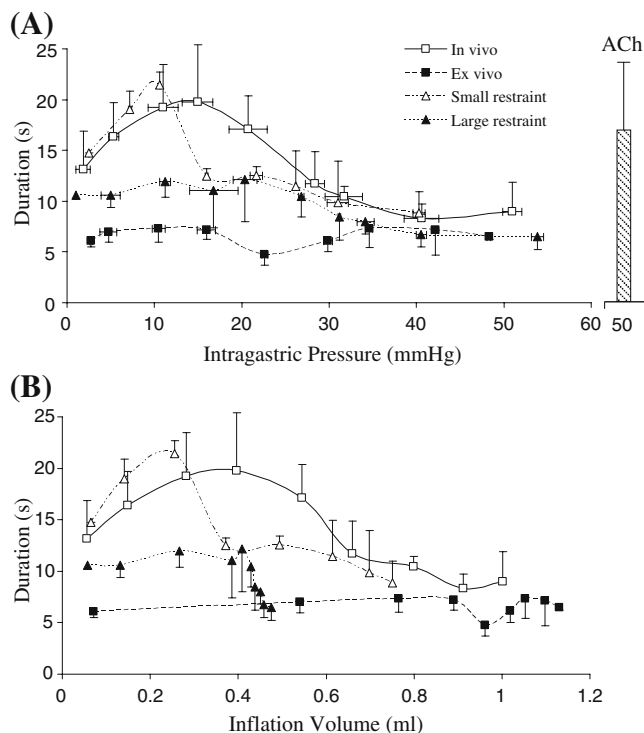 (A)
25
20
15
10
5
0
Duration (s)
In vivo
Ex vivo
Small restraint
Large restraint
ACh
0 10 20 30 40 50 60
50
Intragastric Pressure (mmHg)
(B)
25
20
15
10
5
0
Duration (s)
0 0.2 0.4 0.6 0.8 1 1.2
Inflation Volume (ml)